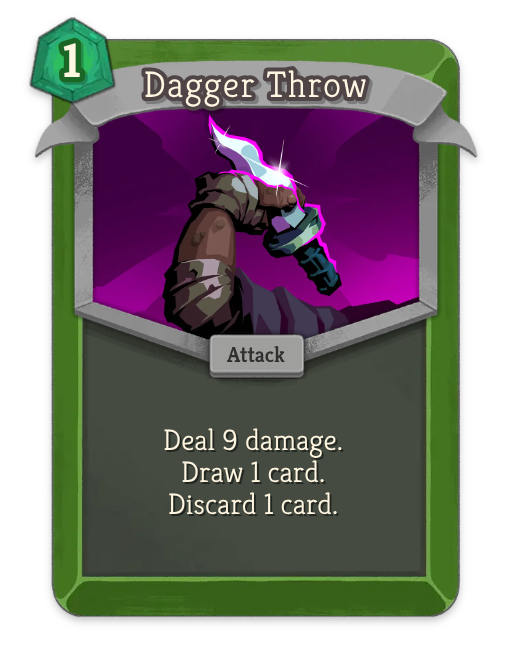 1
Dagger Throw
Attack
Deal 9 damage.
Draw 1 card.
Discard 1 card.